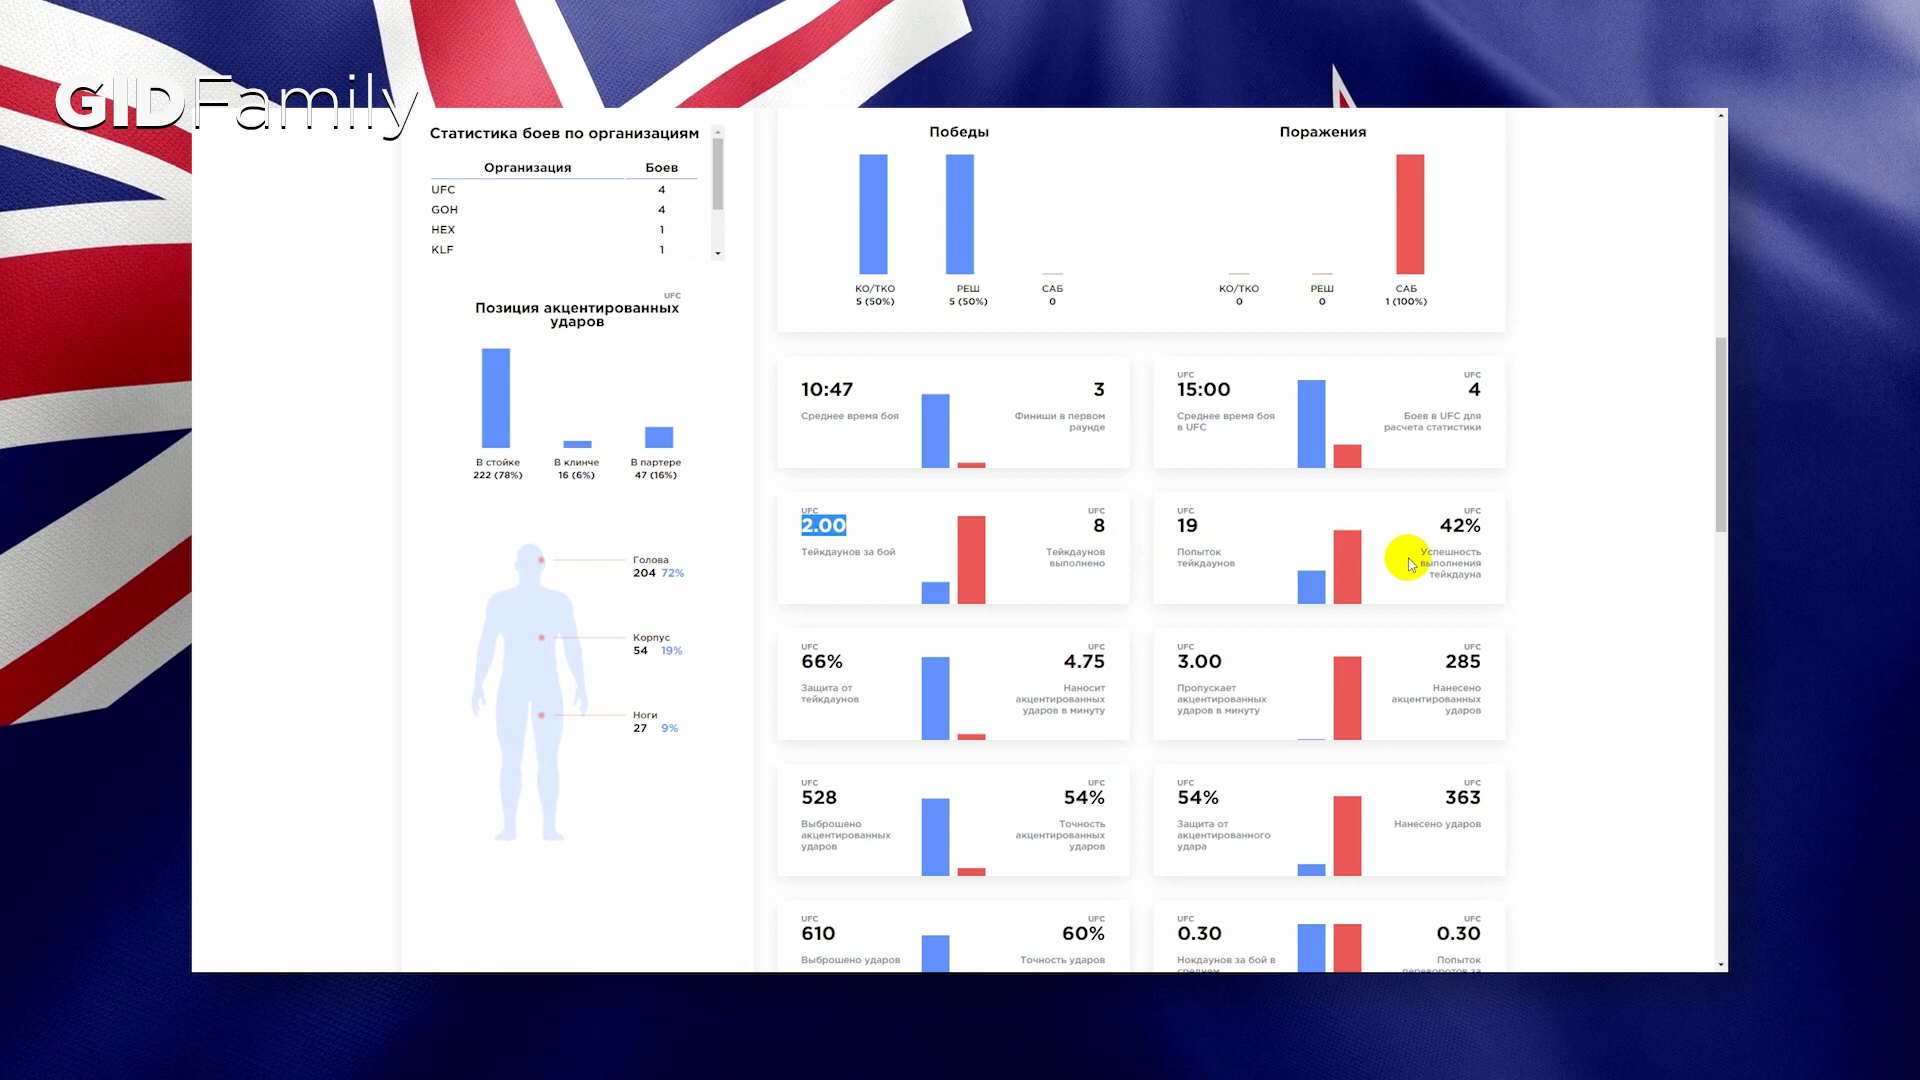 GIDFamily
Статистика боев по организациям
Организация Боев
UFC 4
GOH 4
HEX 1
KLF 1
UFC
Позиция акцентированных
ударов
В стойке В клинче В партере
222 (78%) 16 (6%) 47 (16%)
Голова
204 72%
Корпус
54 19%
Ноги
27 9%
Победы Поражения
КО/ТКО РЕШ САБ КО/ТКО РЕШ САБ
5 (50%) 5 (50%) 0 0 0 1 (100%)
10:47 3
Среднее время боя Финиши в первом
раунде
UFC UFC
15:00 4
Среднее время боя Боев в UFC для
в UFC расчета статистики
UFC UFC
2.00 8
Тейкдаунов за бой Тейкдаунов
выполнено
UFC UFC
19 42%
Попыток Успешность
тейкдаунов выполнения
тейкдауна
UFC UFC
66% 4.75
Защита от Наносит
тейкдаунов акцентированных
ударов в минуту
UFC UFC
3.00 285
Пропускает Нанесено
акцентированных акцентированных
ударов в минуту ударов
UFC UFC
528 54%
Выброшено Точность
акцентированных акцентированных
ударов ударов
UFC UFC
54% 363
Защита от Нанесено ударов
акцентированного
удара
UFC UFC
610 60%
Выброшено ударов Точность ударов
UFC UFC
0.30 0.30
Нокдаунов за бой в Попыток
среднем переворотов за